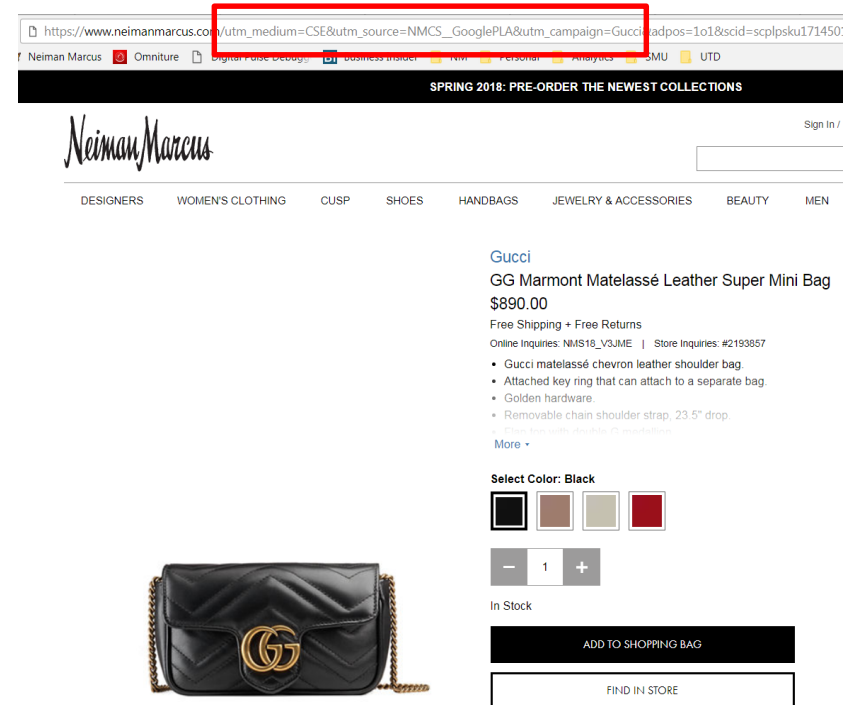 https://www.neimanmarcus.com/utm_medium=CSE&utm_source=NMCS__GooglePLA&utm_campaign=Gucci&adpos=1o1&scid=scplpsku1714501
Neiman Marcus Omniture Digital Pulse Debugg Business Insider NM Personal Analytics SMU UTD
SPRING 2018: PRE-ORDER THE NEWEST COLLECTIONS
Neiman Marcus
Sign In /
DESIGNERS WOMEN'S CLOTHING CUSP SHOES HANDBAGS JEWELRY & ACCESSORIES BEAUTY MEN
Gucci
GG Marmont Matelassé Leather Super Mini Bag
$890.00
Free Shipping + Free Returns
Online Inquiries: NMS18_V3JME | Store Inquiries: #2193857
• Gucci matelassé chevron leather shoulder bag.
• Attached key ring that can attach to a separate bag.
• Golden hardware.
• Removable chain shoulder strap, 23.5" drop.
More
Select Color: Black
− 1 +
In Stock
ADD TO SHOPPING BAG
GG
FIND IN STORE